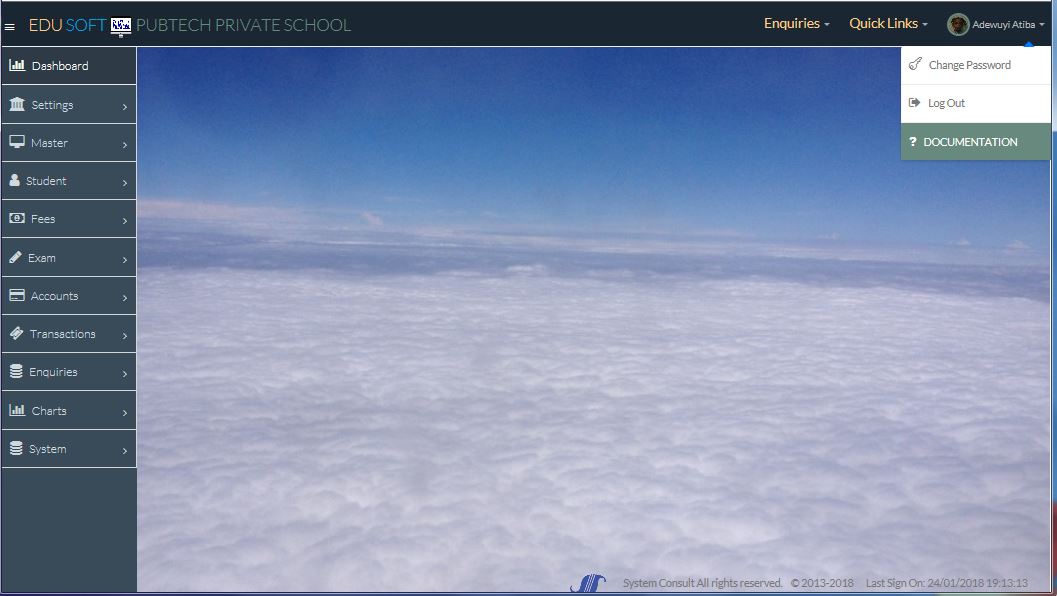 EDU SOFT PUBTECH PRIVATE SCHOOL
Enquiries
Quick Links
Adewuyi Atiba
Change Password
Log Out
? DOCUMENTATION
Dashboard
Settings
Master
Student
Fees
Exam
Accounts
Transactions
Enquiries
Charts
System
System Consult All rights reserved. © 2013-2018 Last Sign On: 24/01/2018 19:13:13